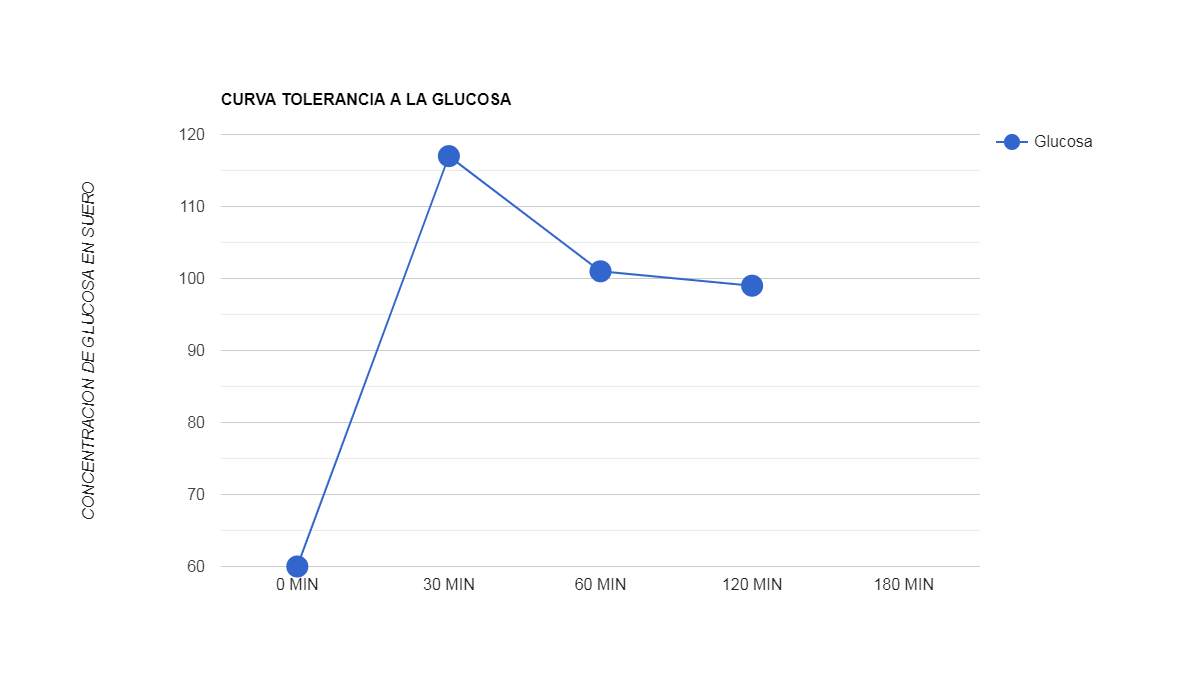 CURVA TOLERANCIA A LA GLUCOSA
Glucosa
CONCENTRACION DE GLUCOSA EN SUERO
120
110
100
90
80
70
60
0 MIN
30 MIN
60 MIN
120 MIN
180 MIN